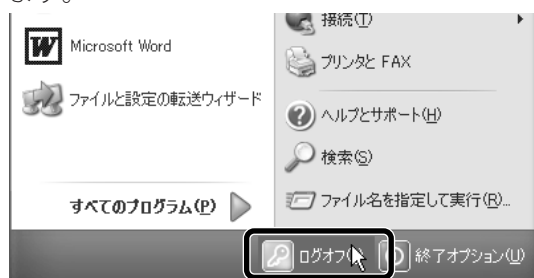 ます。
Microsoft Word
ファイルと設定の転送ウィザード
すべてのプログラム(P)
接続(T)
プリンタと FAX
ヘルプとサポート(H)
検索(S)
ファイル名を指定して実行(R)...
ログオフ(
終了オプション(U)